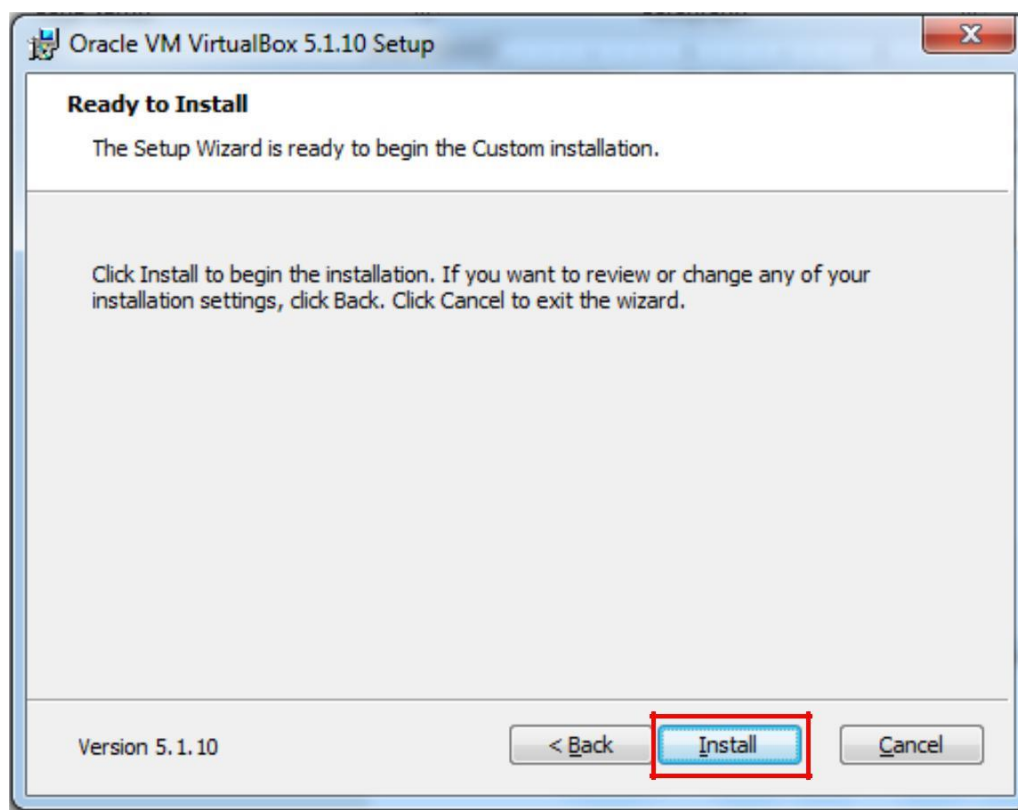 Oracle VM VirtualBox 5.1.10 Setup
Ready to Install
The Setup Wizard is ready to begin the Custom installation.
Click Install to begin the installation. If you want to review or change any of your
installation settings, click Back. Click Cancel to exit the wizard.
Version 5.1.10
< Back
Install
Cancel